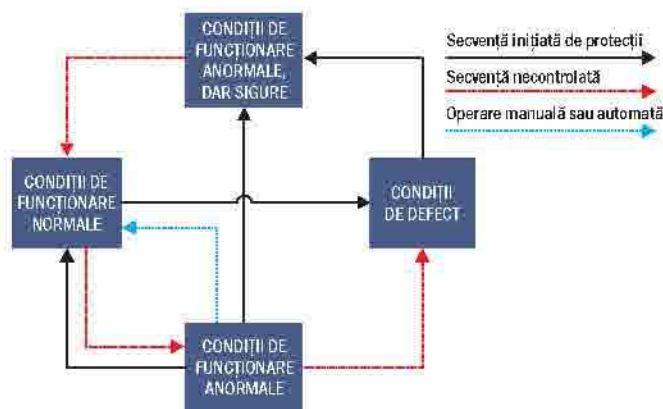 CONDIȚII DE
FUNCȚIONARE
ANORMALE,
DAR SIGURE
Secvență inițiată de protecții
Secvență necontrolată
Operare manuală sau automată
CONDIȚII DE
FUNCȚIONARE
NORMALE
CONDIȚII
DE DEFECT
CONDIȚII DE
FUNCȚIONARE
ANORMALE